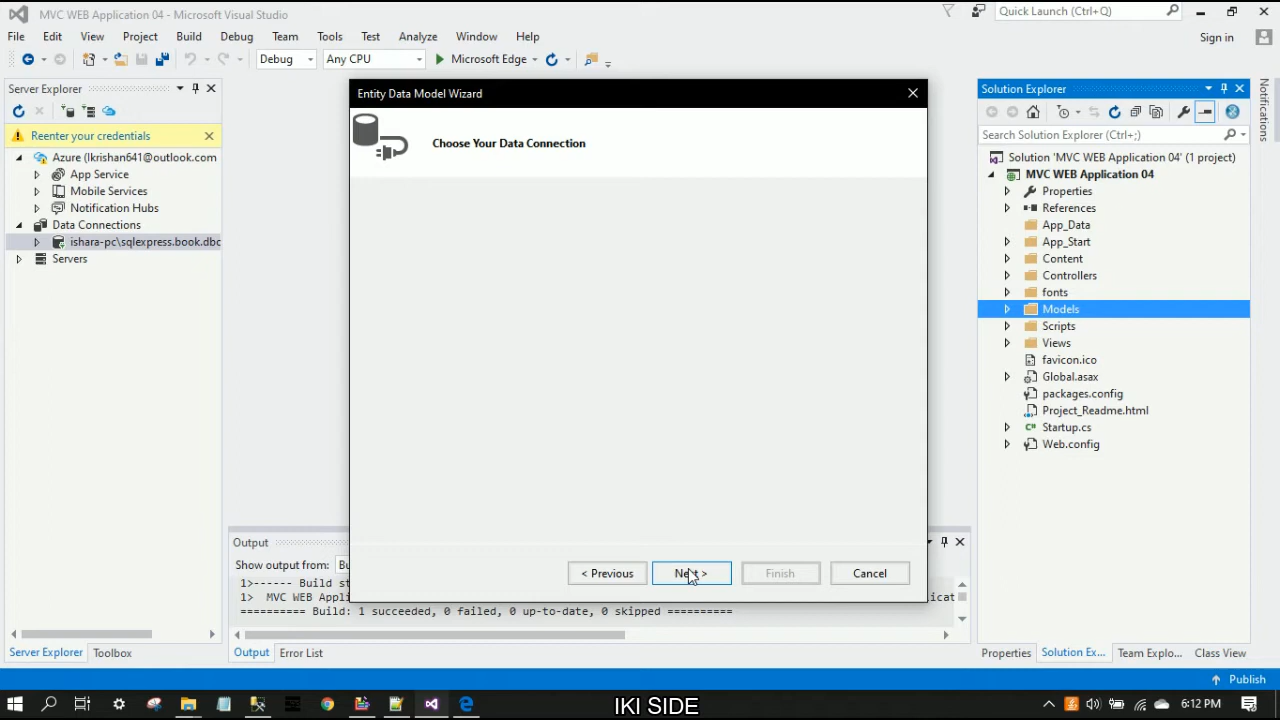 MVC WEB Application 04 - Microsoft Visual Studio
Quick Launch (Ctrl+Q)
File Edit View Project Build Debug Team Tools Test Analyze Window Help
Sign in
Debug Any CPU Microsoft Edge
Server Explorer
Reenter your credentials
Azure (lkrishan641@outlook.com
App Service
Mobile Services
Notification Hubs
Data Connections
ishara-pc\sqlexpress.book.dbc
Servers
Server Explorer Toolbox
Entity Data Model Wizard
Choose Your Data Connection
< Previous Next > Finish Cancel
Output
Show output from: Bu
1>------ Build st
1> MVC WEB Appli icat
========== Build: 1 succeeded, 0 failed, 0 up-to-date, 0 skipped ==========
Output Error List
Solution Explorer
Search Solution Explorer (Ctrl+;)
Solution 'MVC WEB Application 04' (1 project)
MVC WEB Application 04
Properties
References
App_Data
App_Start
Content
Controllers
fonts
Models
Scripts
Views
favicon.ico
Global.asax
packages.config
Project_Readme.html
Startup.cs
Web.config
Properties Solution Ex... Team Explo... Class View
Notifications
Publish
IKI SIDE
6:12 PM